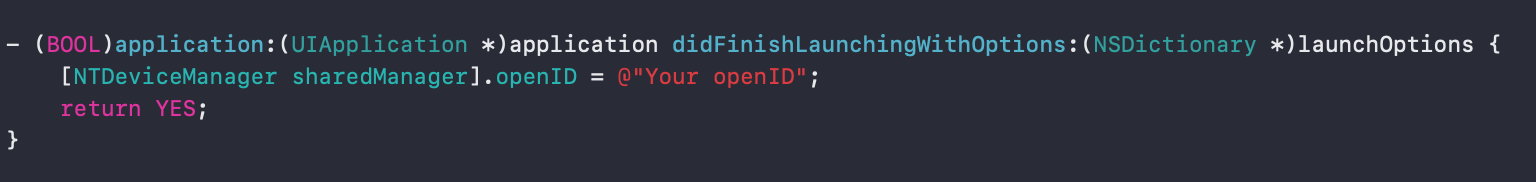 - (BOOL)application:(UIApplication *)application didFinishLaunchingWithOptions:(NSDictionary *)launchOptions {
    [NTDeviceManager sharedManager].openID = @"Your openID";
    return YES;
}